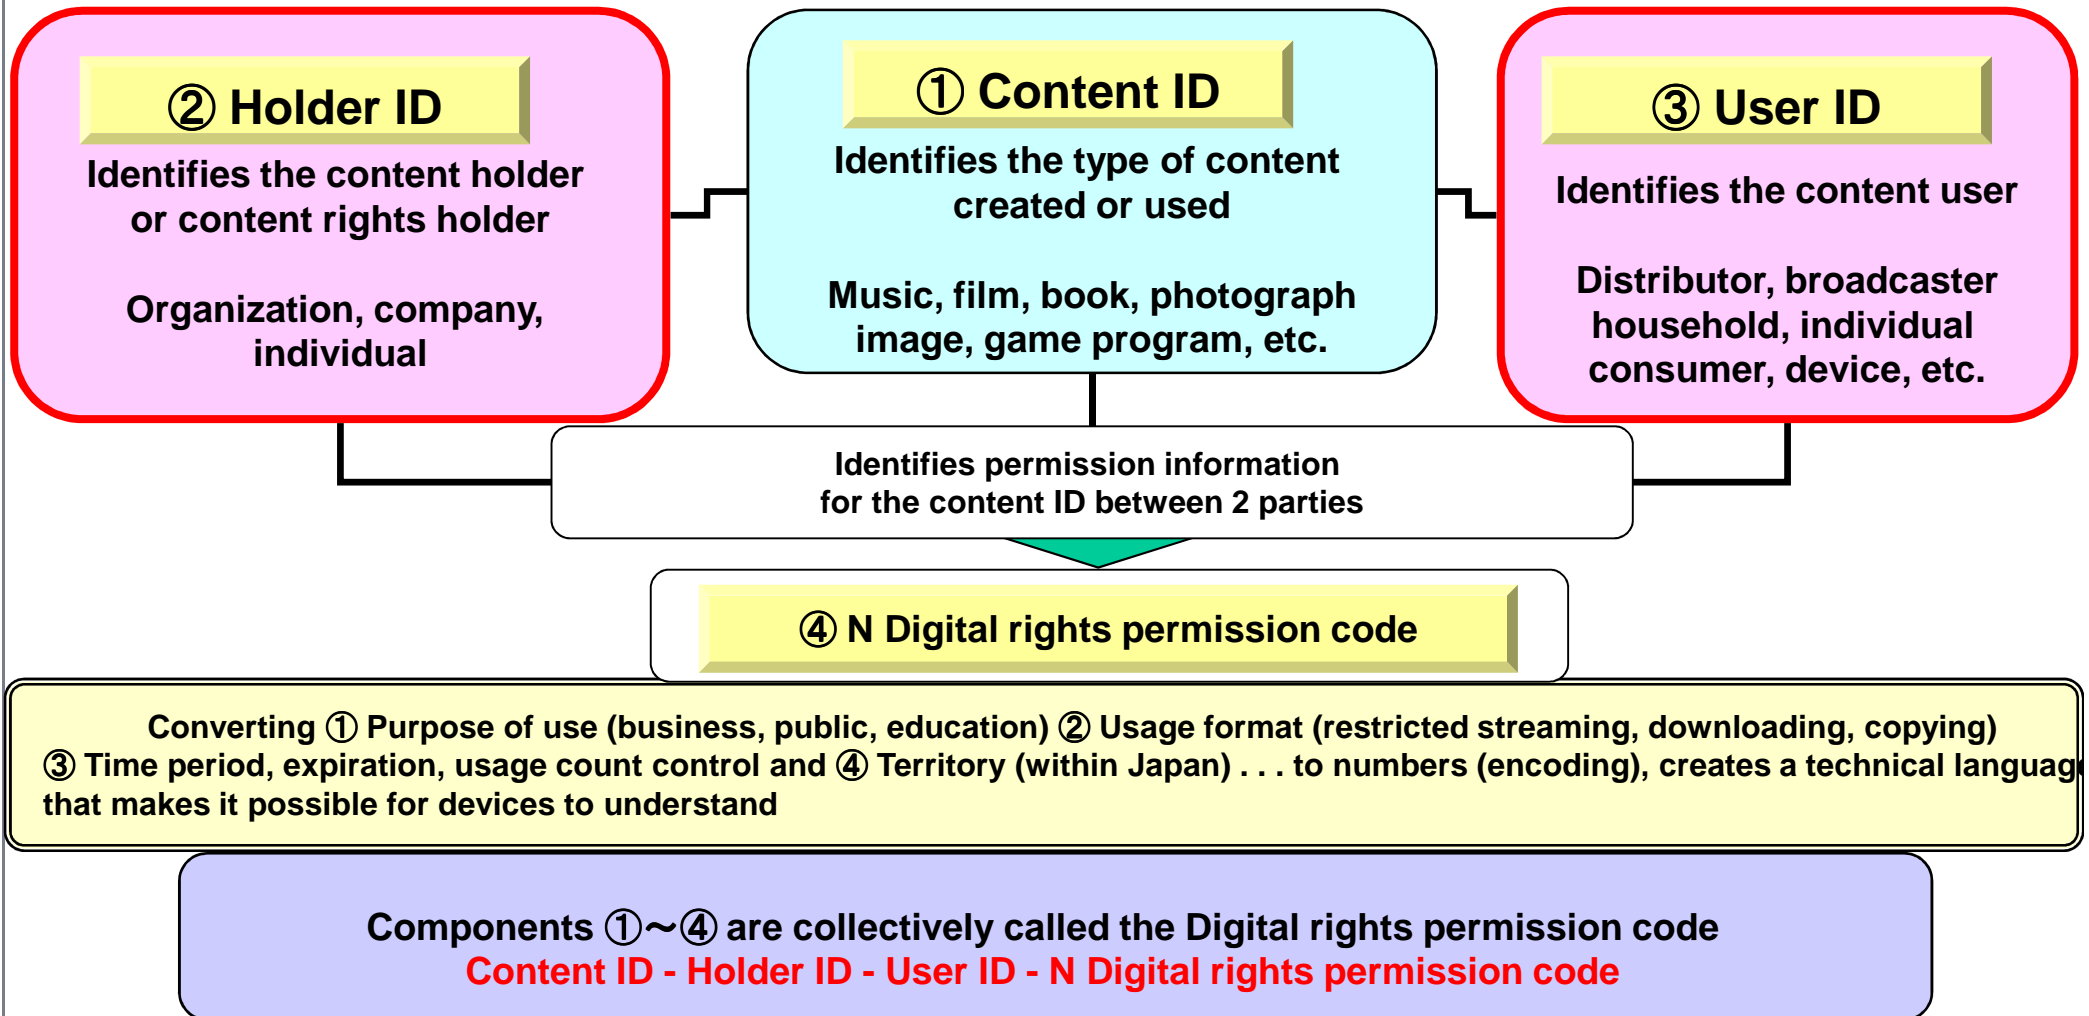 ② Holder ID
Identifies the content holder
or content rights holder
Organization, company,
individual
① Content ID
Identifies the type of content
created or used
Music, film, book, photograph
image, game program, etc.
③ User ID
Identifies the content user
Distributor, broadcaster
household, individual
consumer, device, etc.
Identifies permission information
for the content ID between 2 parties
④ N Digital rights permission code
Converting ① Purpose of use (business, public, education) ② Usage format (restricted streaming, downloading, copying)
③ Time period, expiration, usage count control and ④ Territory (within Japan) . . . to numbers (encoding), creates a technical language
that makes it possible for devices to understand
Components ①～④ are collectively called the Digital rights permission code
Content ID - Holder ID - User ID - N Digital rights permission code